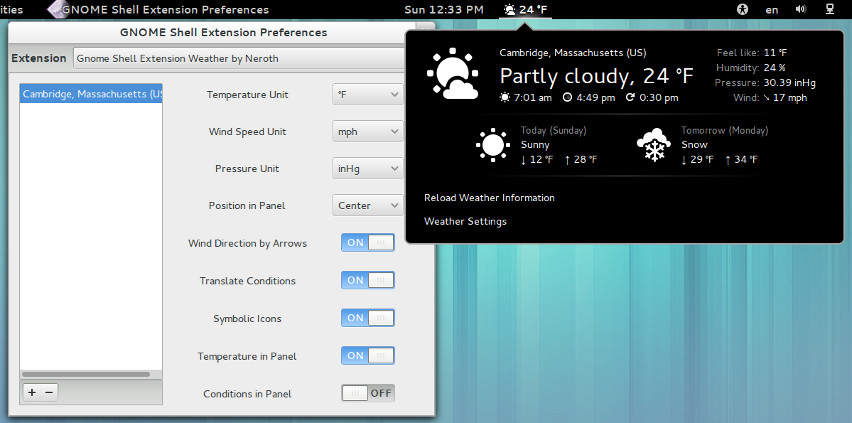 ities GNOME Shell Extension Preferences Sun 12:33 PM 24 °F en
GNOME Shell Extension Preferences
Extension Gnome Shell Extension Weather by Neroth
Cambridge, Massachusetts (US
Temperature Unit °F
Wind Speed Unit mph
Pressure Unit inHg
Position in Panel Center
Wind Direction by Arrows ON
Translate Conditions ON
Symbolic Icons ON
Temperature in Panel ON
Conditions in Panel OFF
+ −
Cambridge, Massachusetts (US)
Partly cloudy, 24 °F
7:01 am 4:49 pm 0:30 pm
Feel like: 11 °F
Humidity: 24 %
Pressure: 30.39 inHg
Wind: ↘ 17 mph
Today (Sunday)
Sunny
↓ 12 °F ↑ 28 °F
Tomorrow (Monday)
Snow
↓ 29 °F ↑ 34 °F
Reload Weather Information
Weather Settings